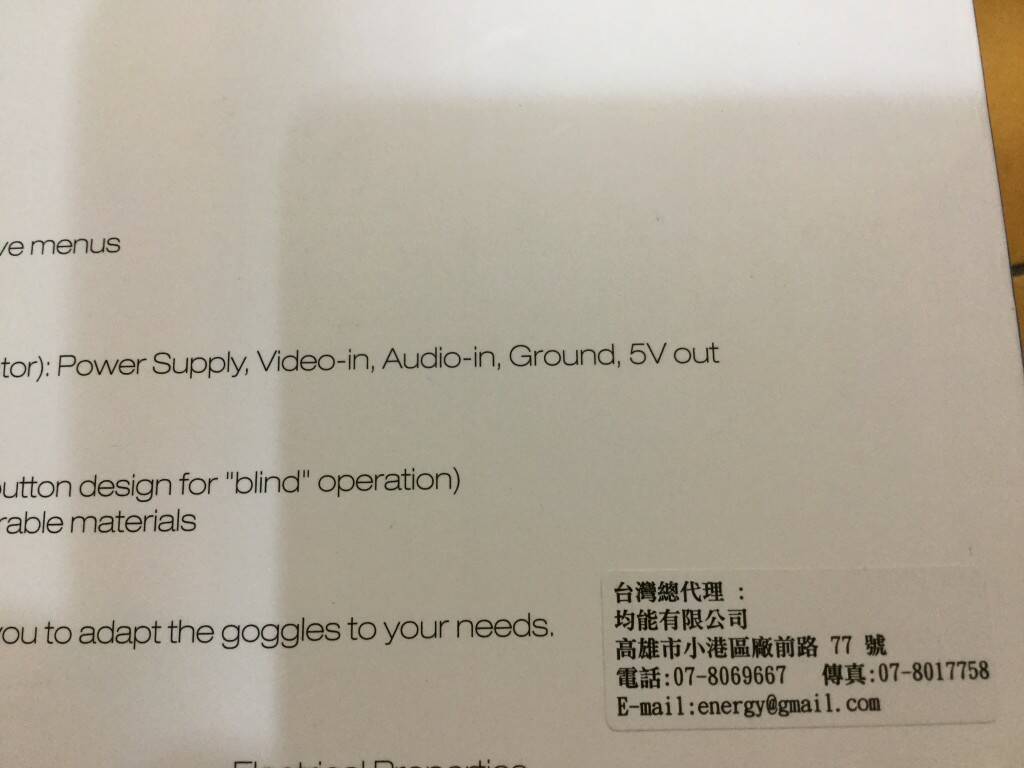 ve menus
tor): Power Supply, Video-in, Audio-in, Ground, 5V out
utton design for "blind" operation)
rable materials
you to adapt the goggles to your needs.
台灣總代理 :
均能有限公司
高雄市小港區廠前路 77 號
電話:07-8069667 傳真:07-8017758
E-mail:energy@gmail.com
Electrical Properties